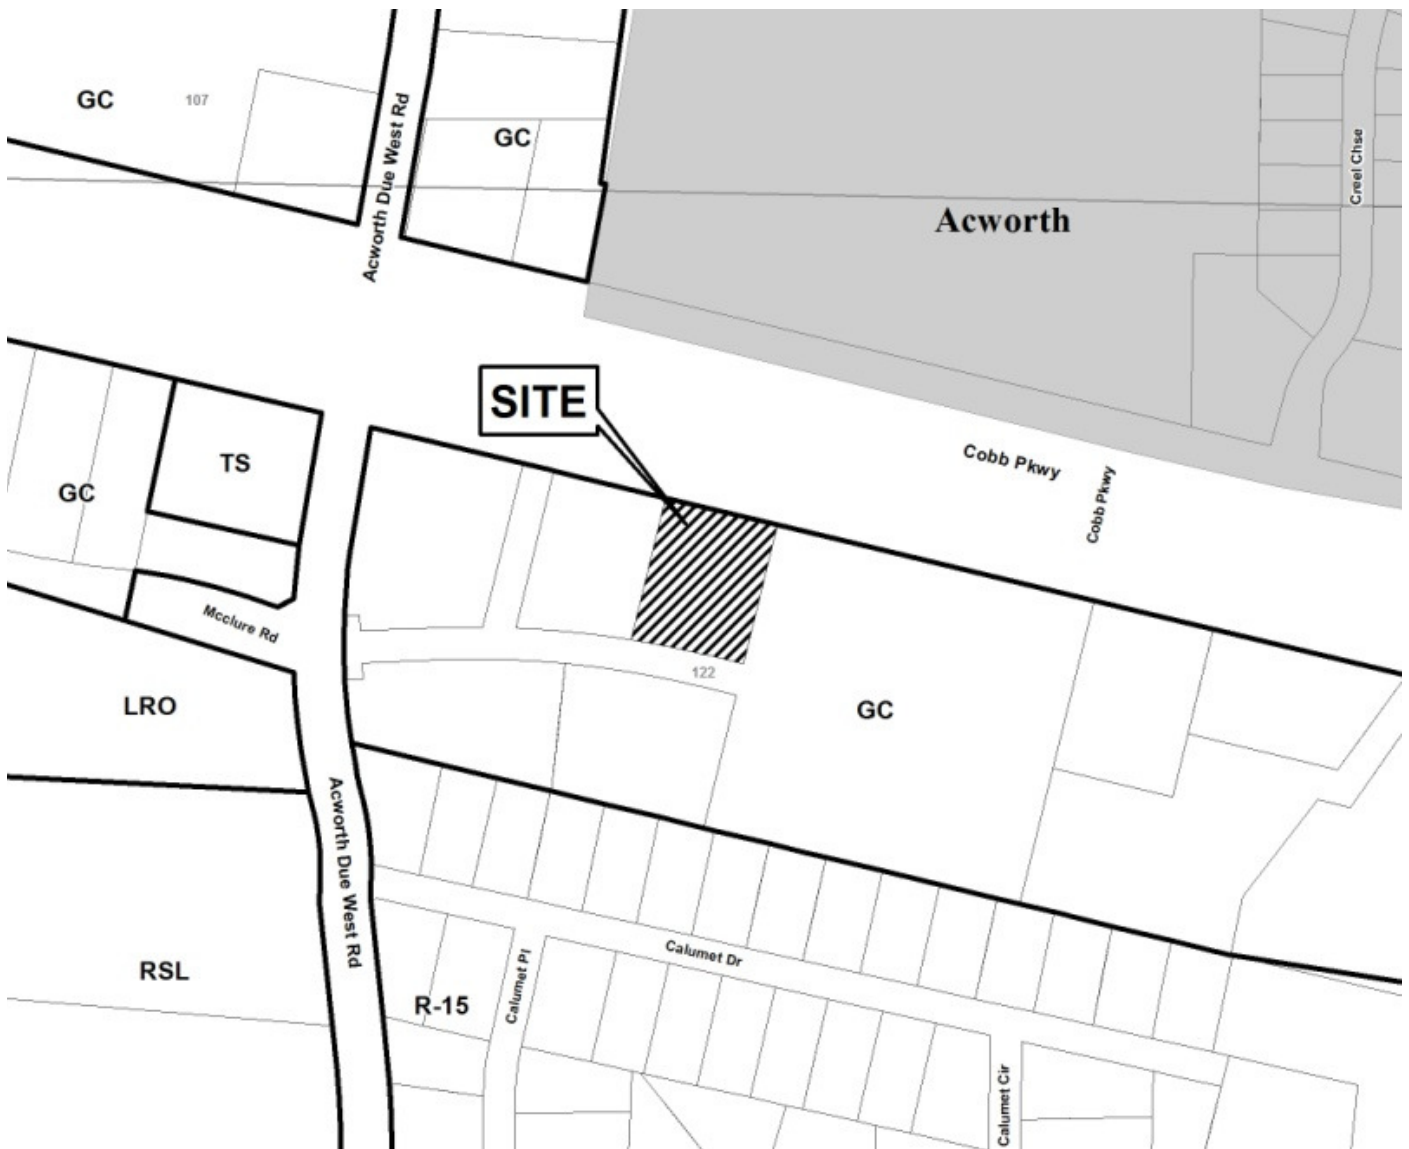 GC
107
Acworth Due West Rd
GC
Acworth
Creel Chse
SITE
Cobb Pkwy
Cobb Pkwy
TS
GC
Mcclure Rd
122
LRO
GC
Acworth Due West Rd
Calumet Dr
RSL
R-15
Calumet Pl
Calumet Cir